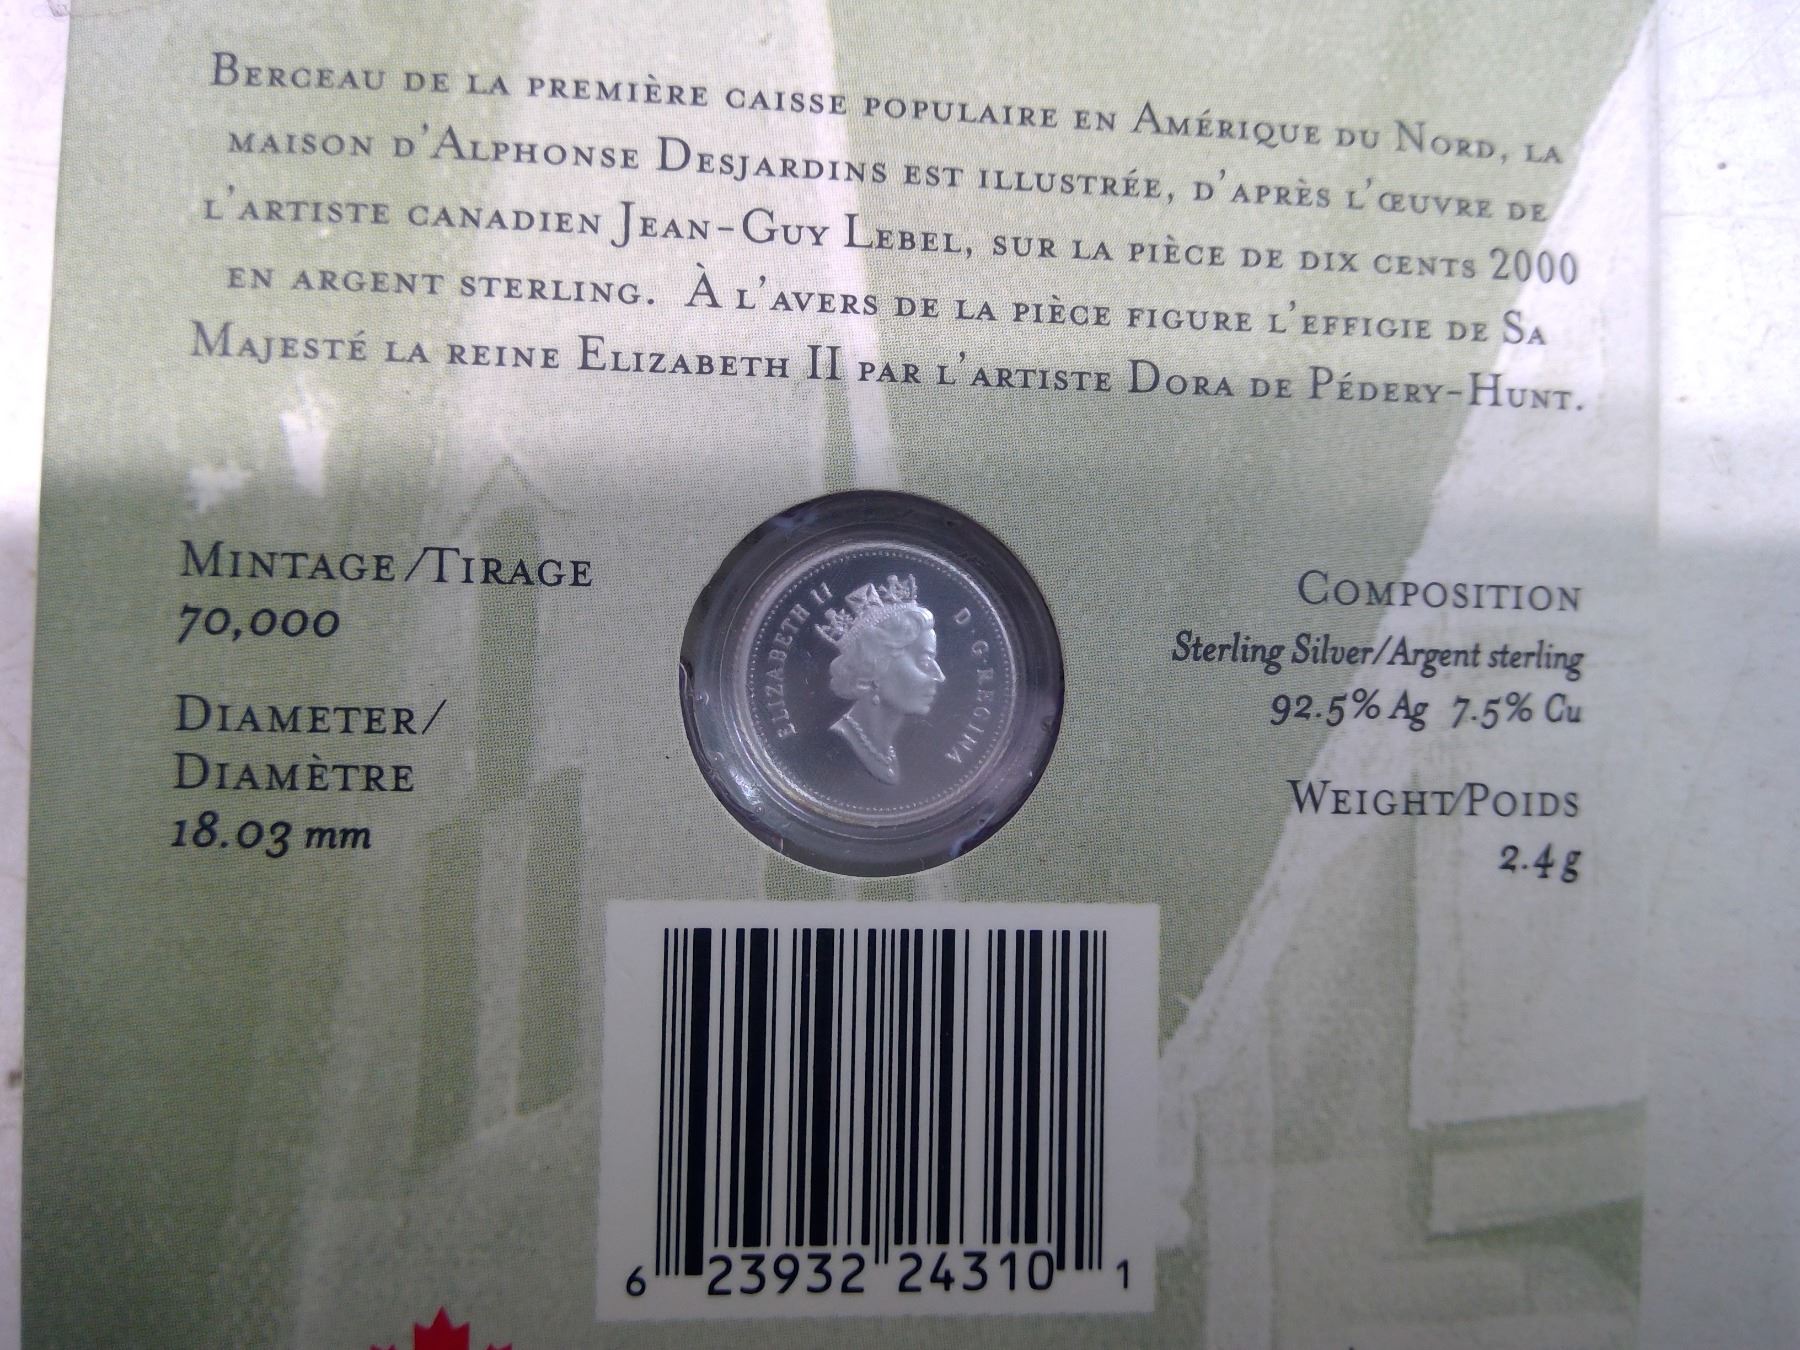 Berceau de la première caisse populaire en Amérique du Nord, la
maison d'Alphonse Desjardins est illustrée, d'après l'œuvre de
l'artiste canadien Jean-Guy Lebel, sur la pièce de dix cents 2000
en argent sterling. À l'avers de la pièce figure l'effigie de Sa
Majesté la reine Elizabeth II par l'artiste Dora de Pédery-Hunt.
Mintage/Tirage
70,000
Diameter/
Diamètre
18.03 mm
ELIZABETH II D·G·REGINA
Composition
Sterling Silver/Argent sterling
92.5% Ag 7.5% Cu
Weight/Poids
2.4 g
6 23932 24310 1